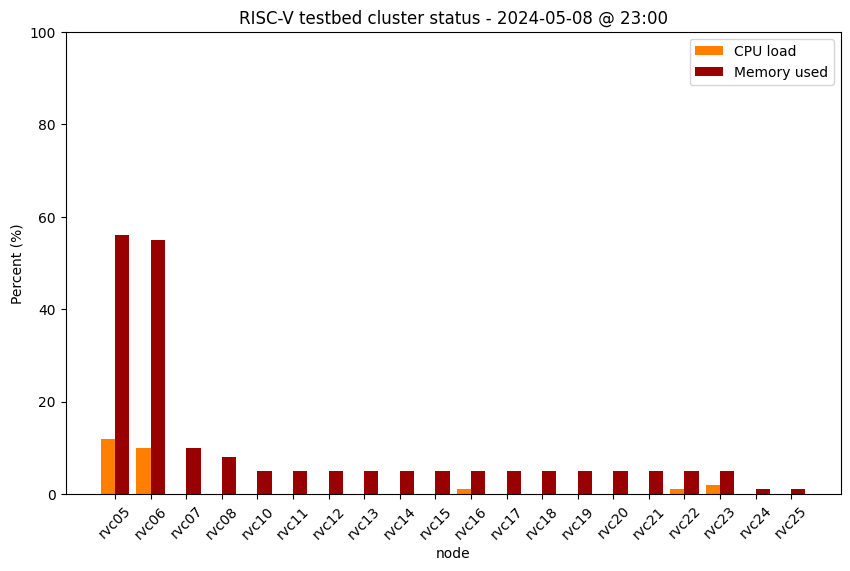 RISC-V testbed cluster status - 2024-05-08 @ 23:00
CPU load
Memory used
Percent (%)
100
80
60
40
20
0
rvc05 rvc06 rvc07 rvc08 rvc10 rvc11 rvc12 rvc13 rvc14 rvc15 rvc16 rvc17 rvc18 rvc19 rvc20 rvc21 rvc22 rvc23 rvc24 rvc25
node